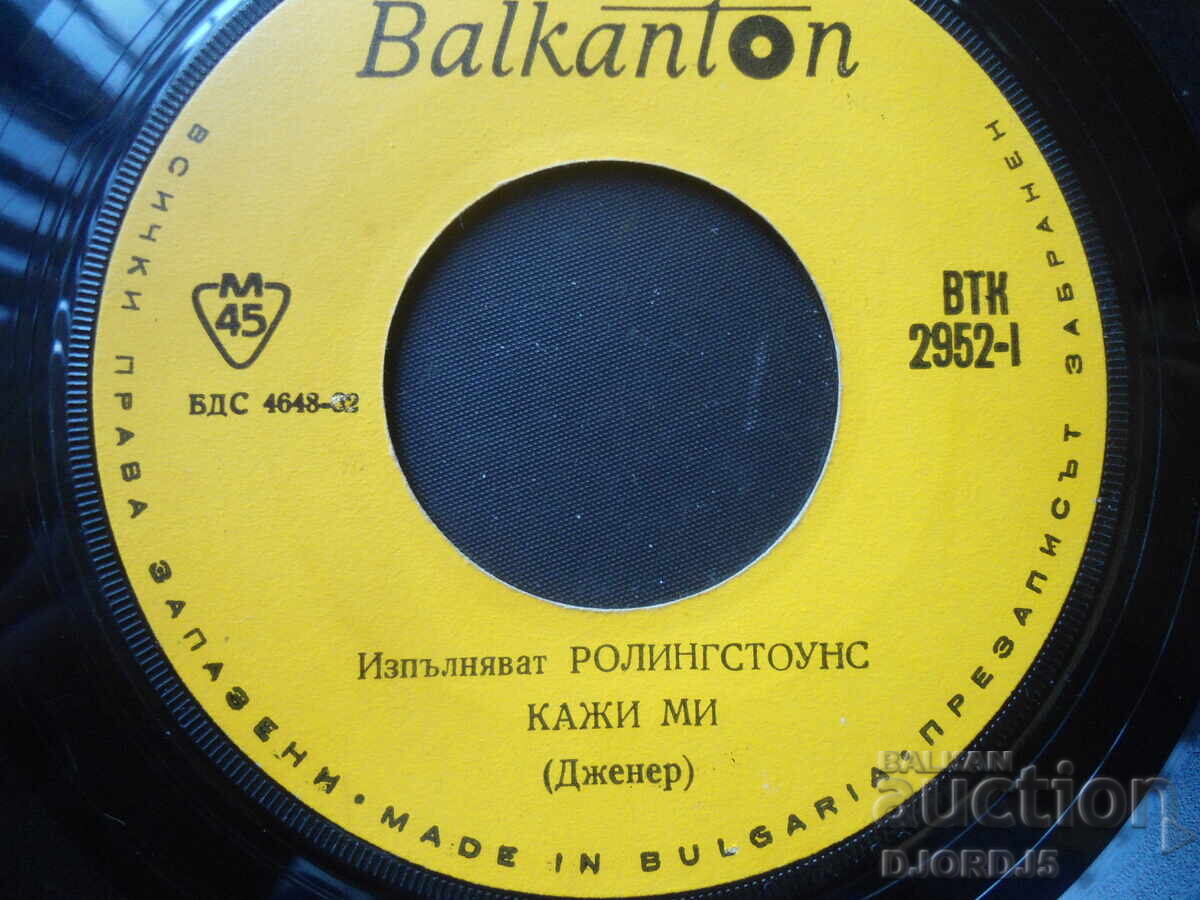 Balkanton
ВСИЧКИ ПРАВА ЗАПАЗЕНИ • MADE IN BULGARIA • ПРЕЗАПИСЪТ ЗАБРАНЕН
М
45
БДС 4648-62
ВТК
2952-I
Изпълняват РОЛИНГСТОУНС
КАЖИ МИ
(Дженер)
BALKAN
auction
DJORDJ5